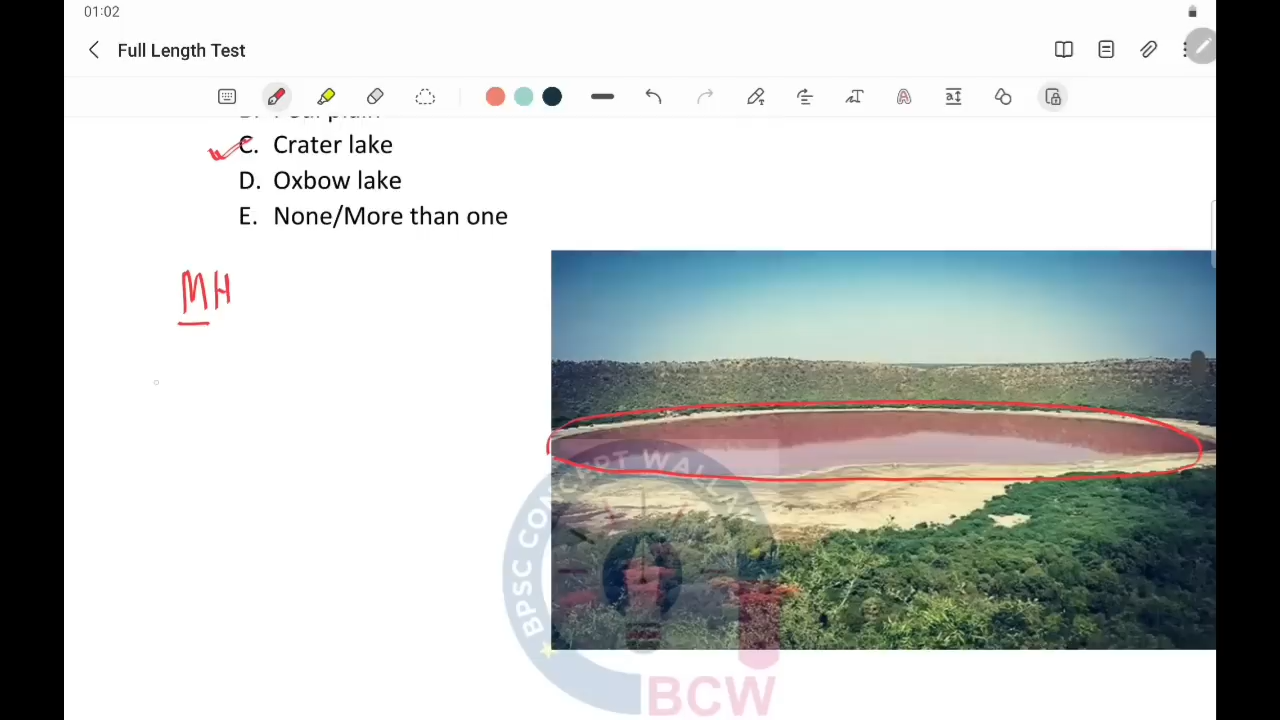 01:02
Full Length Test
C. Crater lake
D. Oxbow lake
E. None/More than one
MH
BPSC CONCEPT WALLAH
BCW